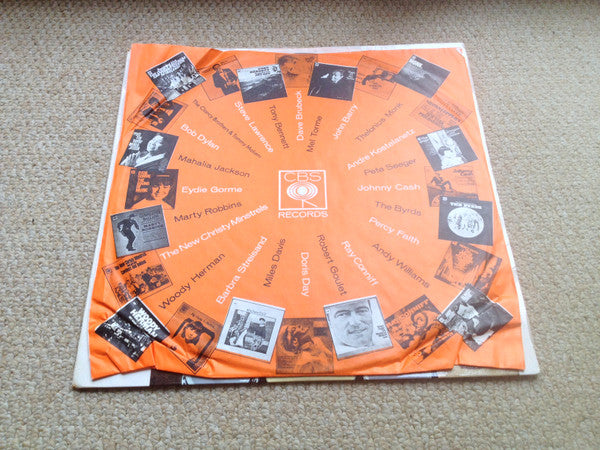 CBS
RECORDS
Dave Brubeck
Mel Torme
John Barry
Thelonius Monk
Andre Kostelanetz
Pete Seeger
Johnny Cash
The Byrds
Percy Faith
Andy Williams
Ray Conniff
Robert Goulet
Doris Day
Miles Davis
Barbra Streisand
Woody Herman
The New Christy Minstrels
Marty Robbins
Eydie Gorme
Mahalia Jackson
Bob Dylan
The Clancy Brothers & Tommy Makem
Steve Lawrence
Tony Bennett